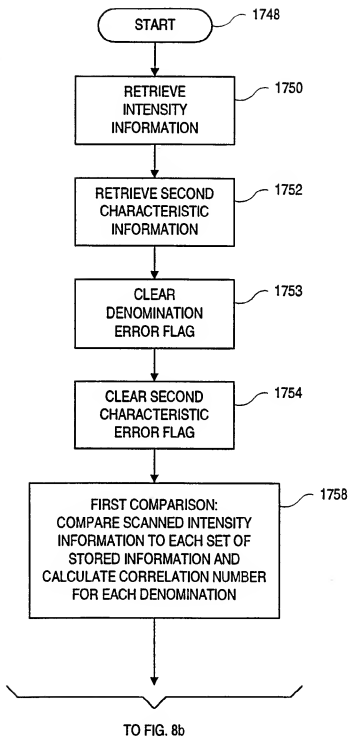 START
1748
RETRIEVE
INTENSITY
INFORMATION
1750
RETRIEVE SECOND
CHARACTERISTIC
INFORMATION
1752
CLEAR
DENOMINATION
ERROR FLAG
1753
CLEAR SECOND
CHARACTERISTIC
ERROR FLAG
1754
FIRST COMPARISON:
COMPARE SCANNED INTENSITY
INFORMATION TO EACH SET OF
STORED INFORMATION AND
CALCULATE CORRELATION NUMBER
FOR EACH DENOMINATION
1758
TO FIG. 8b